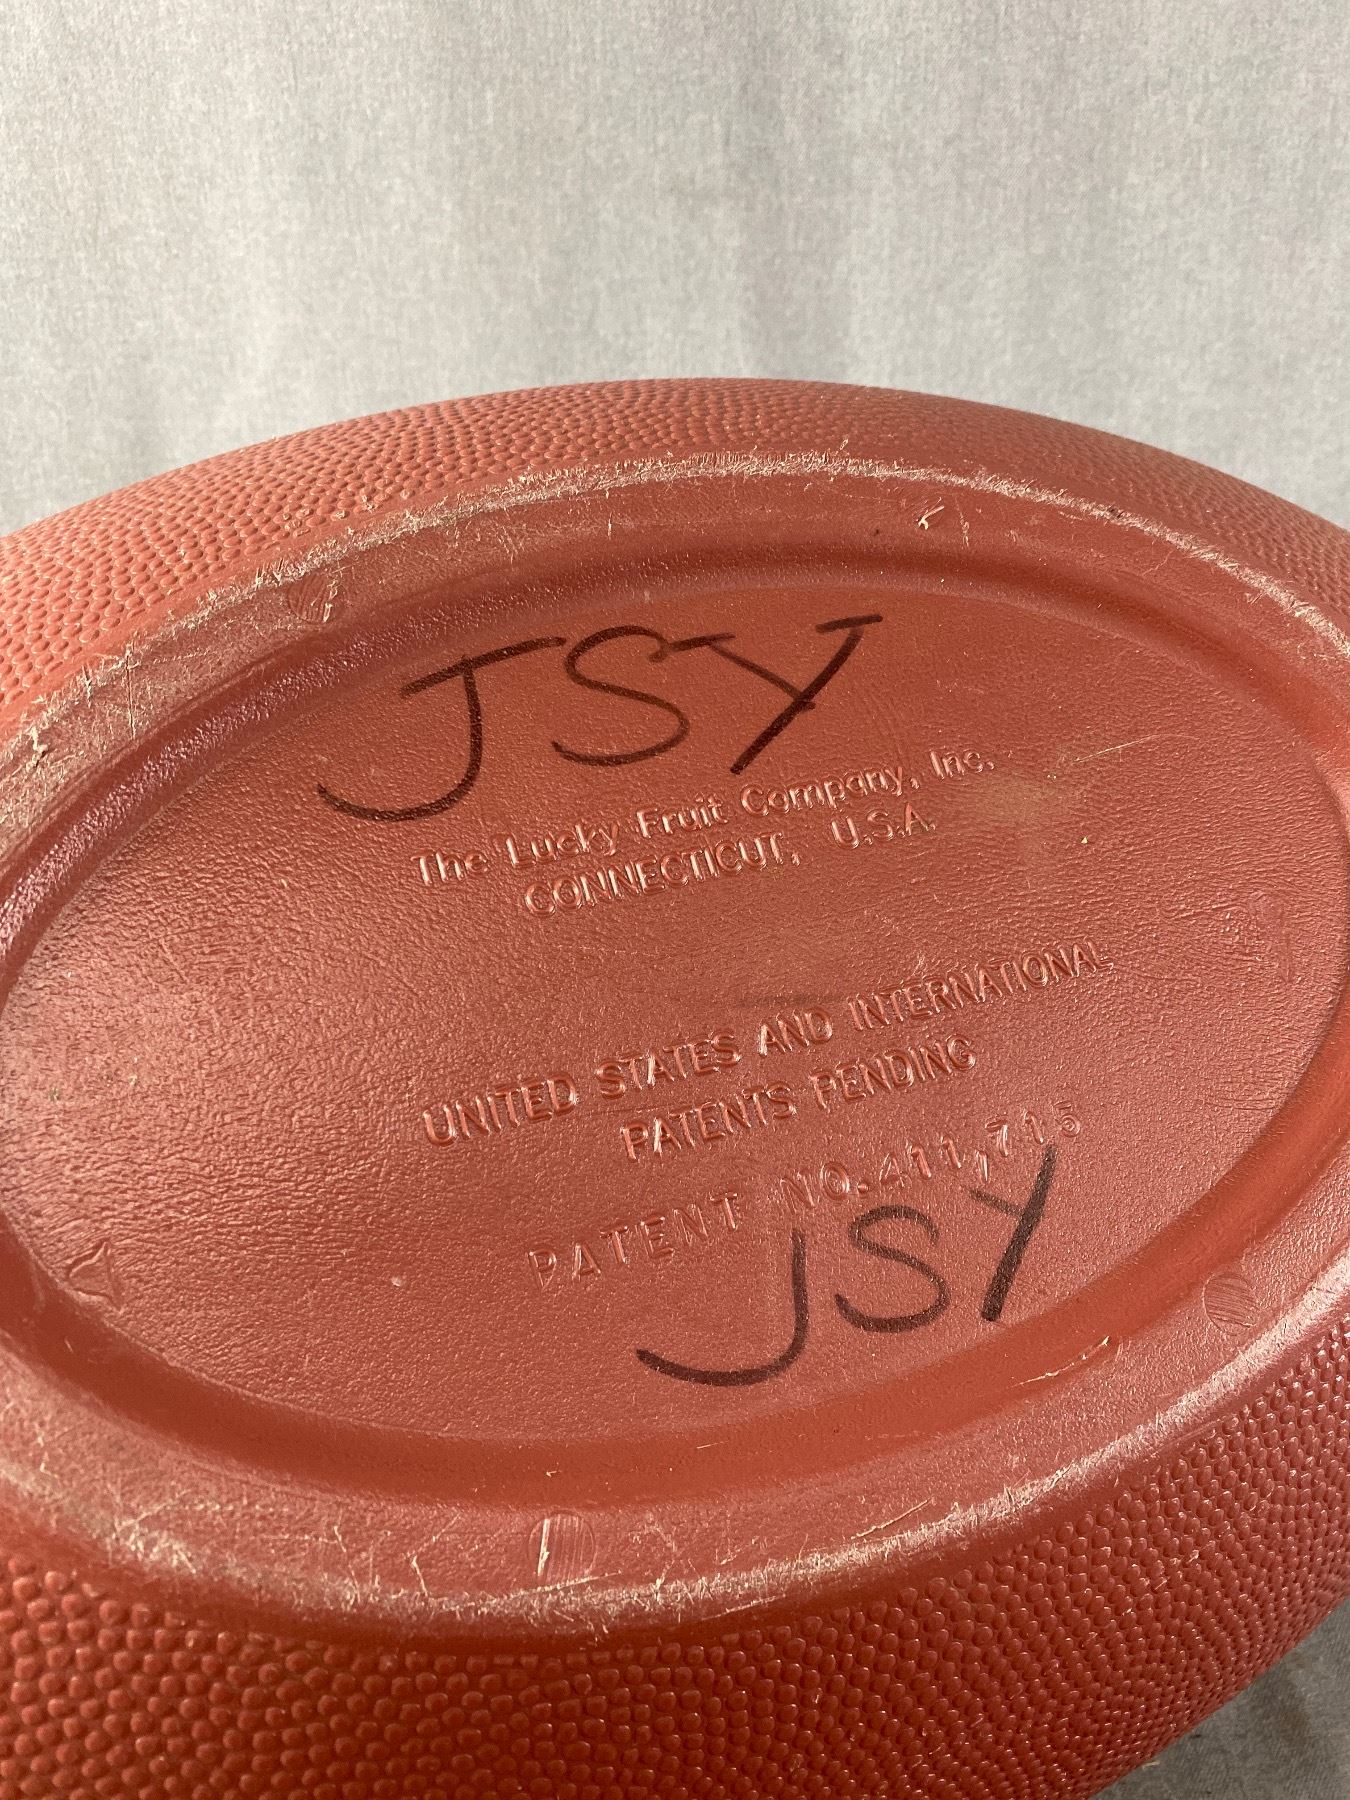 JSY
The Lucky Fruit Company, Inc.
CONNECTICUT, U.S.A.
UNITED STATES AND INTERNATIONAL
PATENTS PENDING
PATENT NO. 411,715
JSY